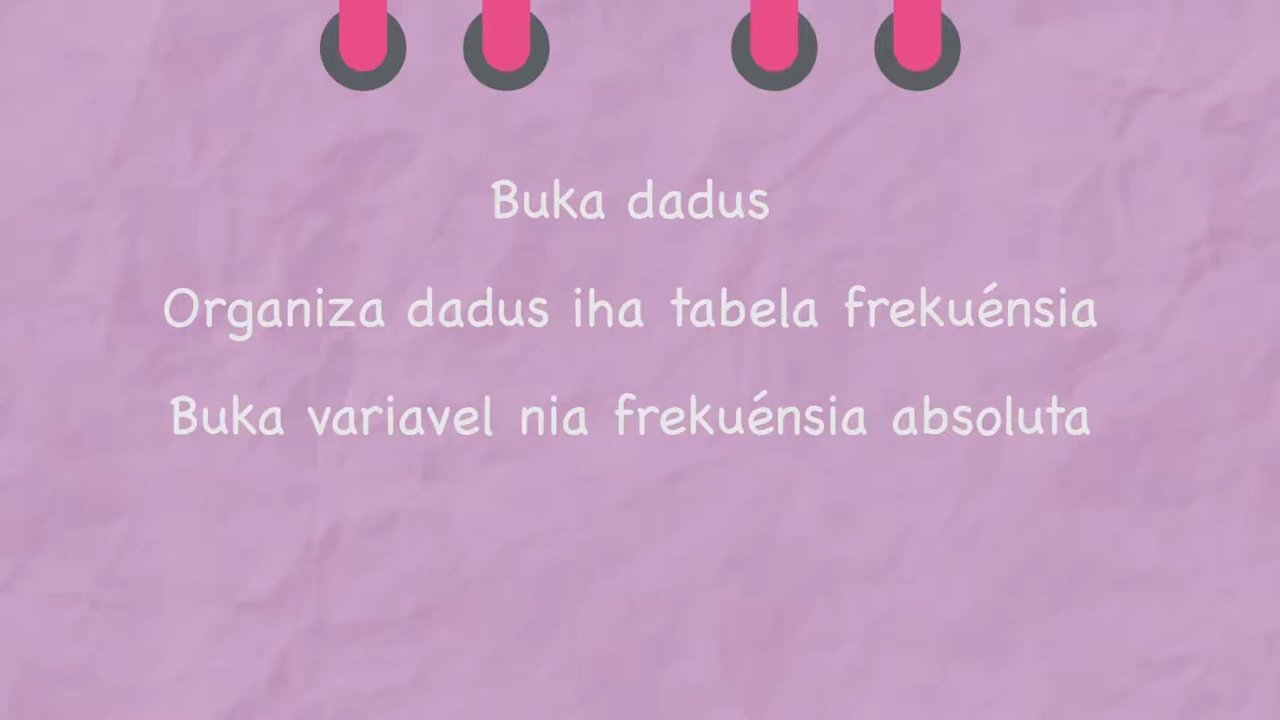 Buka dadus
Organiza dadus iha tabela frekuénsia
Buka variavel nia frekuénsia absoluta